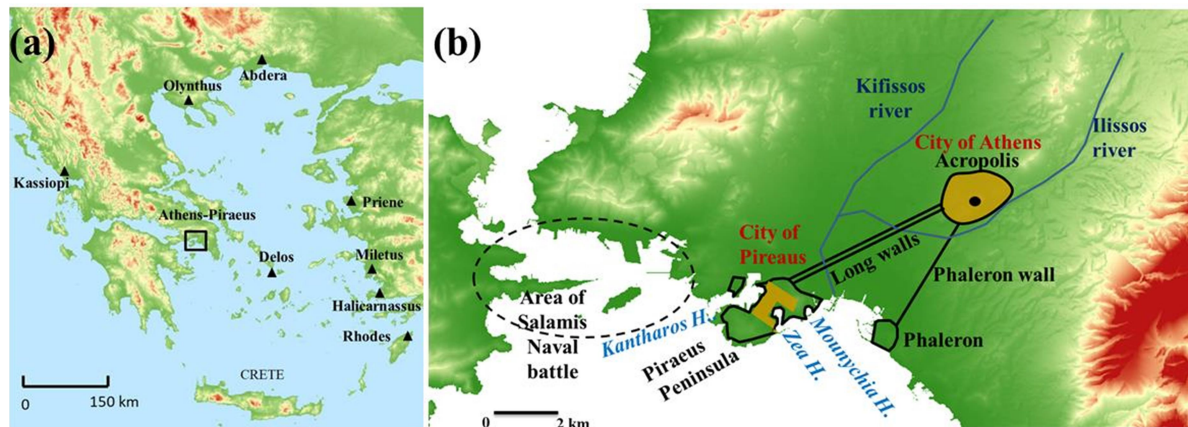 (a)
Abdera
Olynthus
Kassiopi
Athens-Piraeus
Priene
Delos
Miletus
Halicarnassus
Rhodes
CRETE
0 150 km
(b)
Kifissos
river
Ilissos
river
City of Athens
Acropolis
City of
Pireaus
Long walls
Phaleron wall
Area of
Salamis
Naval
battle
Kantharos H.
Piraeus
Peninsula
Zea H.
Mounychia H.
Phaleron
0 2 km